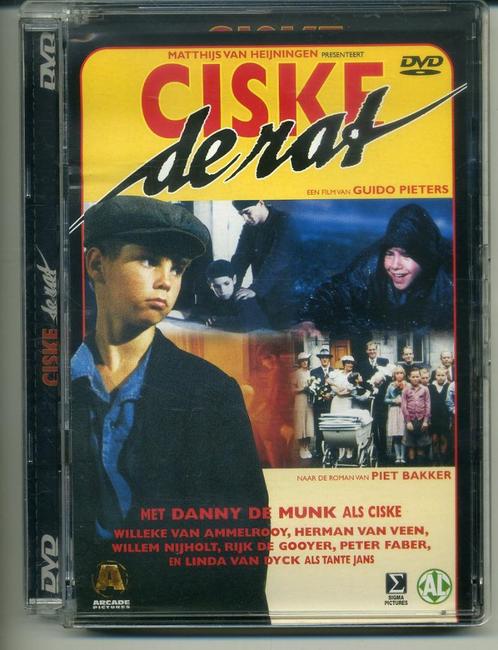 MATTHIJS VAN HEIJNINGEN PRESENTEERT
DVD
CISKE
de rat
EEN FILM VAN GUIDO PIETERS
NAAR DE ROMAN VAN PIET BAKKER
MET DANNY DE MUNK ALS CISKE
WILLEKE VAN AMMELROOY, HERMAN VAN VEEN,
WILLEM NIJHOLT, RIJK DE GOOYER, PETER FABER,
EN LINDA VAN DYCK ALS TANTE JANS
A
ARCADE
PICTURES
Σ
SIGMA
PICTURES
AL
DVD
CISKE de rat
DVD